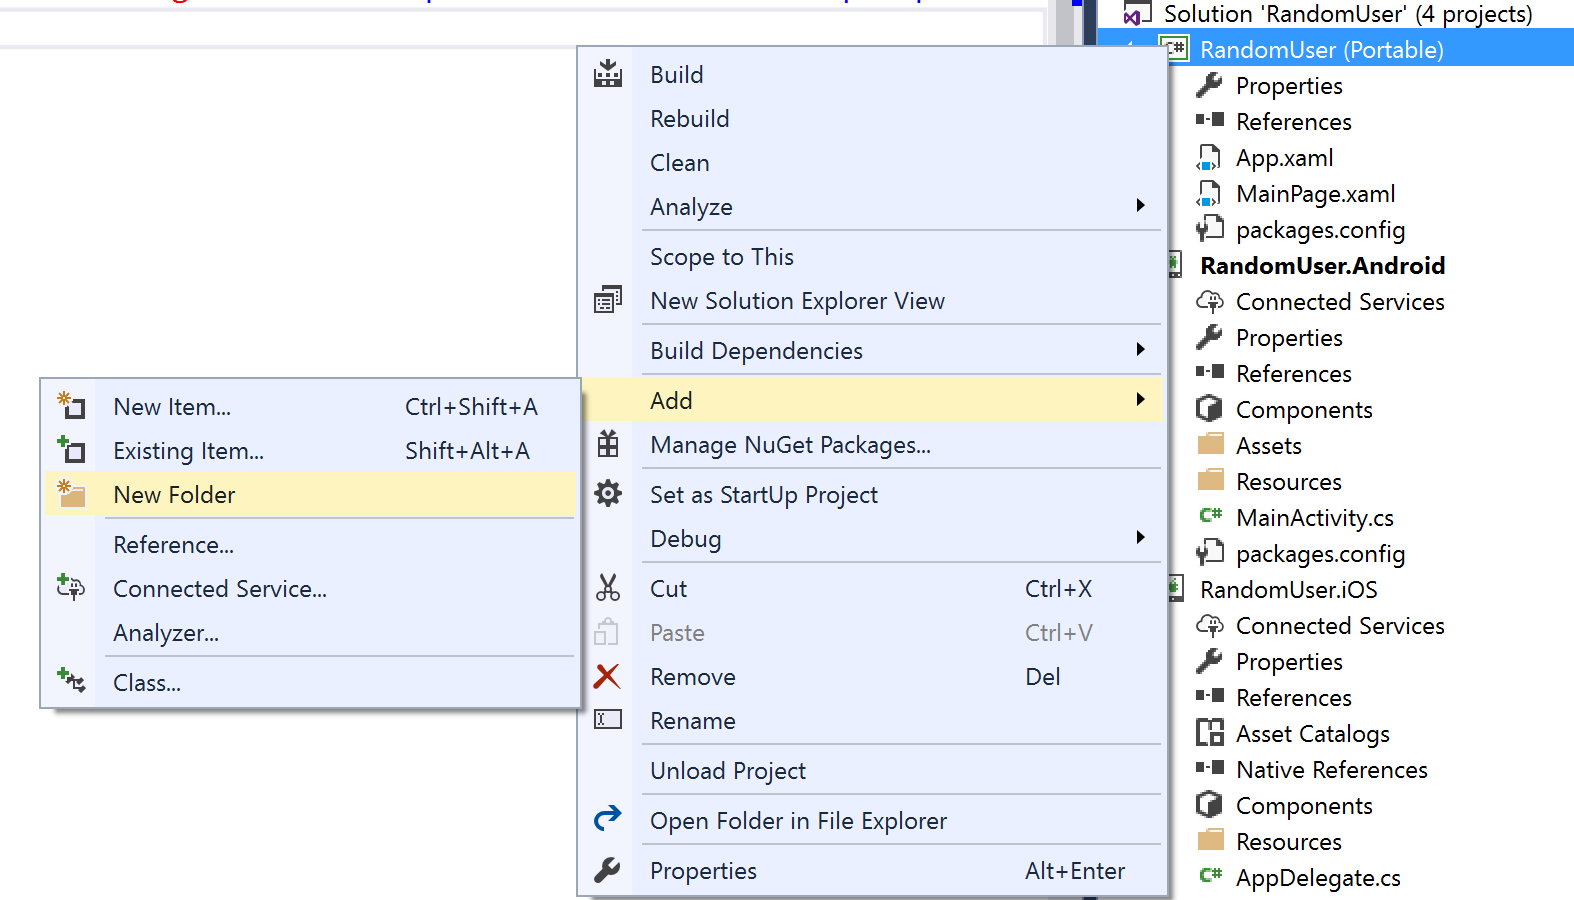 Solution 'RandomUser' (4 projects)
RandomUser (Portable)
Properties
References
App.xaml
MainPage.xaml
packages.config
RandomUser.Android
Connected Services
Properties
References
Components
Assets
Resources
MainActivity.cs
packages.config
RandomUser.iOS
Connected Services
Properties
References
Asset Catalogs
Native References
Components
Resources
AppDelegate.cs
Build
Rebuild
Clean
Analyze
Scope to This
New Solution Explorer View
Build Dependencies
Add
Manage NuGet Packages...
Set as StartUp Project
Debug
Cut Ctrl+X
Paste Ctrl+V
Remove Del
Rename
Unload Project
Open Folder in File Explorer
Properties Alt+Enter
New Item... Ctrl+Shift+A
Existing Item... Shift+Alt+A
New Folder
Reference...
Connected Service...
Analyzer...
Class...